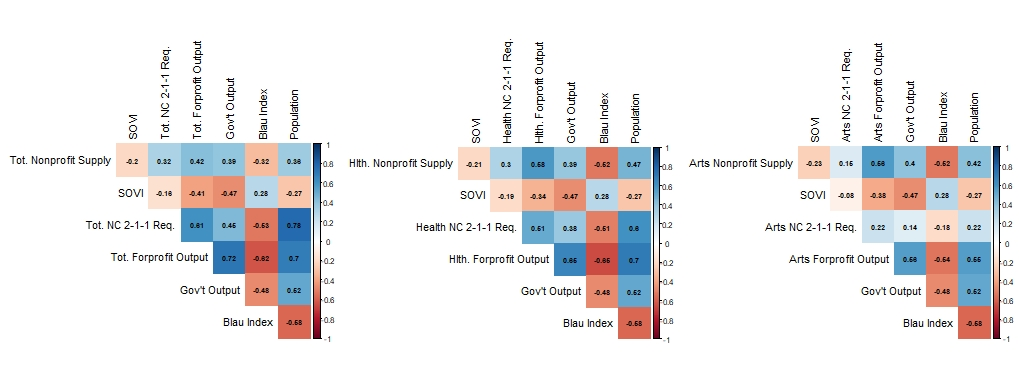 SOVI
Tot. NC 2-1-1 Req.
Tot. Forprofit Output
Gov't Output
Blau Index
Population
Tot. Nonprofit Supply -0.2 0.32 0.42 0.39 -0.32 0.36
SOVI -0.16 -0.41 -0.47 0.28 -0.27
Tot. NC 2-1-1 Req. 0.61 0.46 -0.53 0.78
Tot. Forprofit Output 0.72 -0.62 0.7
Gov't Output -0.48 0.52
Blau Index -0.58
1
0.8
0.6
0.4
0.2
0
0.2
0.4
0.6
0.8
-1
SOVI
Health NC 2-1-1 Req.
Hlth. Forprofit Output
Gov't Output
Blau Index
Population
Hlth. Nonprofit Supply -0.21 0.3 0.58 0.39 -0.52 0.47
SOVI -0.19 -0.34 -0.47 0.28 -0.27
Health NC 2-1-1 Req. 0.51 0.38 -0.51 0.6
Hlth. Forprofit Output 0.65 -0.65 0.7
Gov't Output -0.48 0.52
Blau Index -0.58
1
0.8
0.6
0.4
0.2
0
0.2
0.4
0.6
0.8
-1
SOVI
Arts NC 2-1-1 Req.
Arts Forprofit Output
Gov't Output
Blau Index
Population
Arts Nonprofit Supply -0.23 0.16 0.56 0.4 -0.52 0.42
SOVI -0.08 -0.38 -0.47 0.28 -0.27
Arts NC 2-1-1 Req. 0.22 0.14 -0.18 0.22
Arts Forprofit Output 0.56 -0.54 0.55
Gov't Output -0.48 0.52
Blau Index -0.58
1
0.8
0.6
0.4
0.2
0
0.2
0.4
0.6
0.8
-1